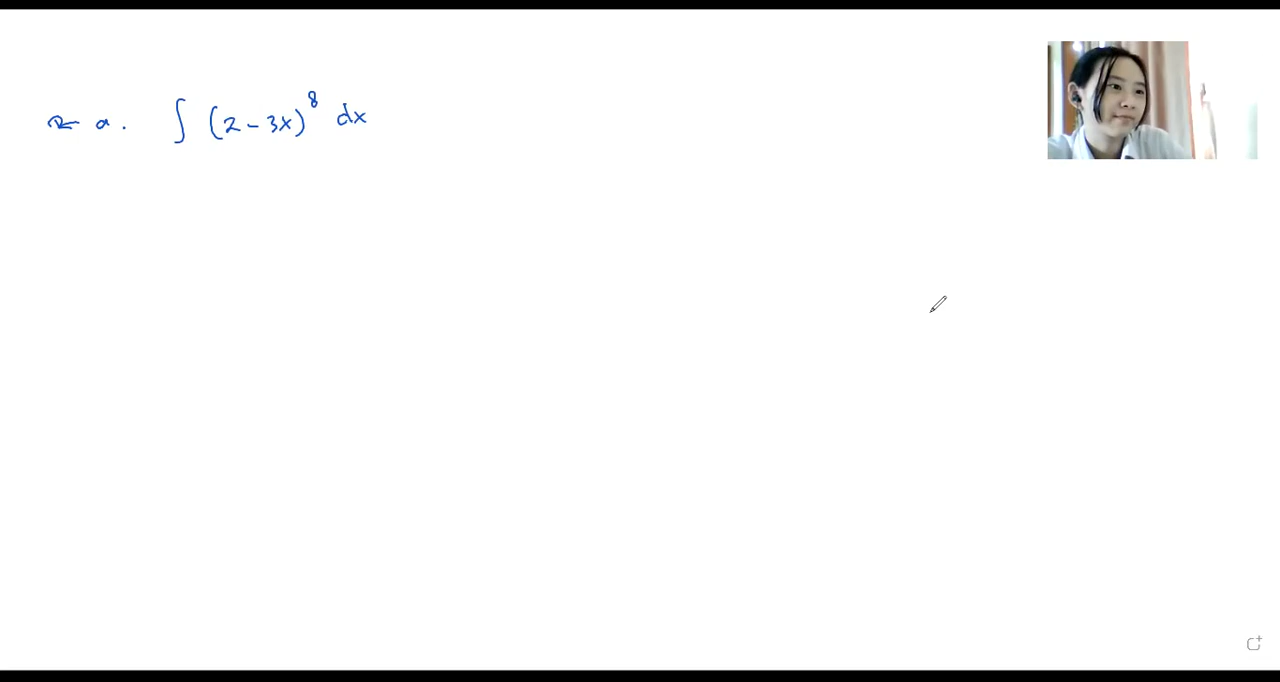 a. ∫ (2 - 3x)⁸ dx